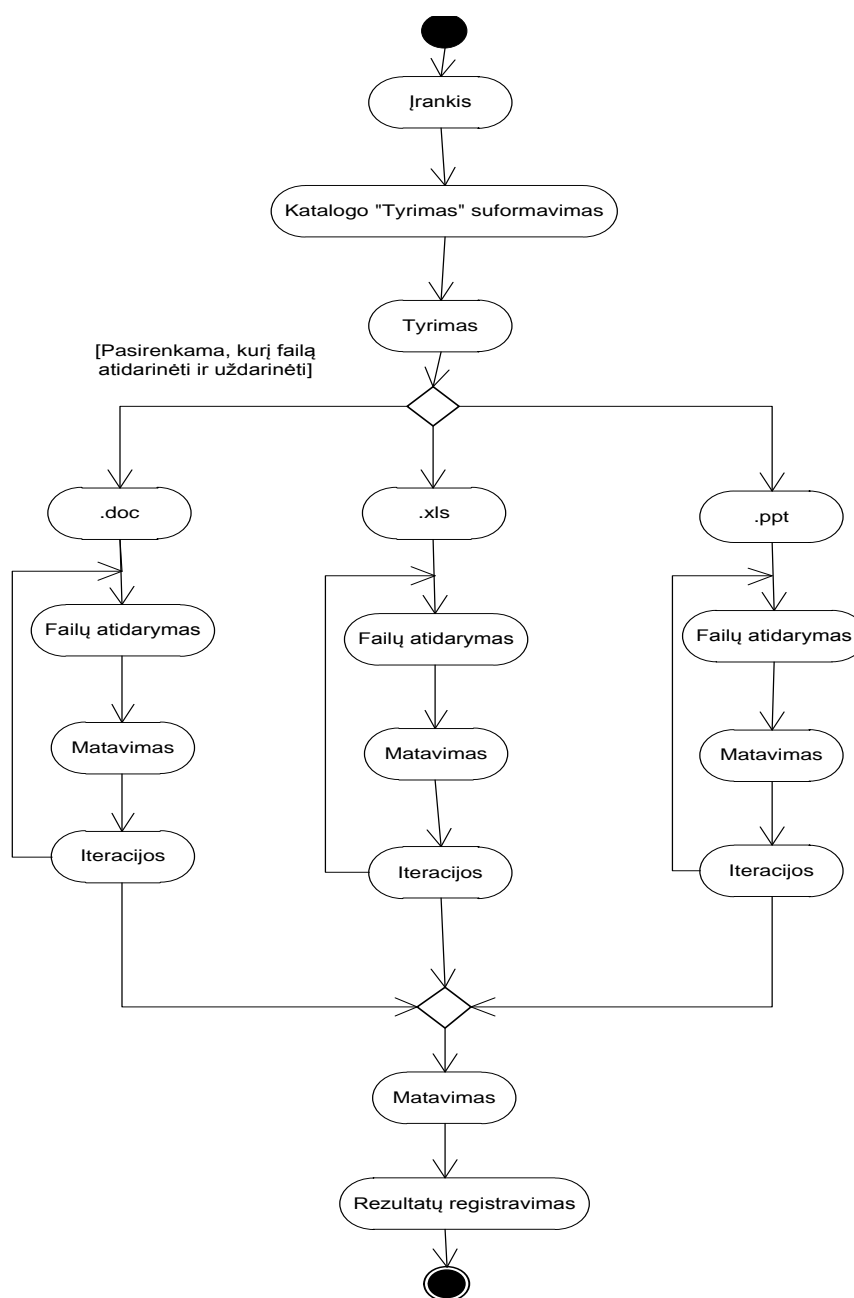 Įrankis
Katalogo "Tyrimas" suformavimas
Tyrimas
[Pasirenkama, kurį failą
atidarinėti ir uždarinėti]
.doc
.xls
.ppt
Failų atidarymas
Failų atidarymas
Failų atidarymas
Matavimas
Matavimas
Matavimas
Iteracijos
Iteracijos
Iteracijos
Matavimas
Rezultatų registravimas